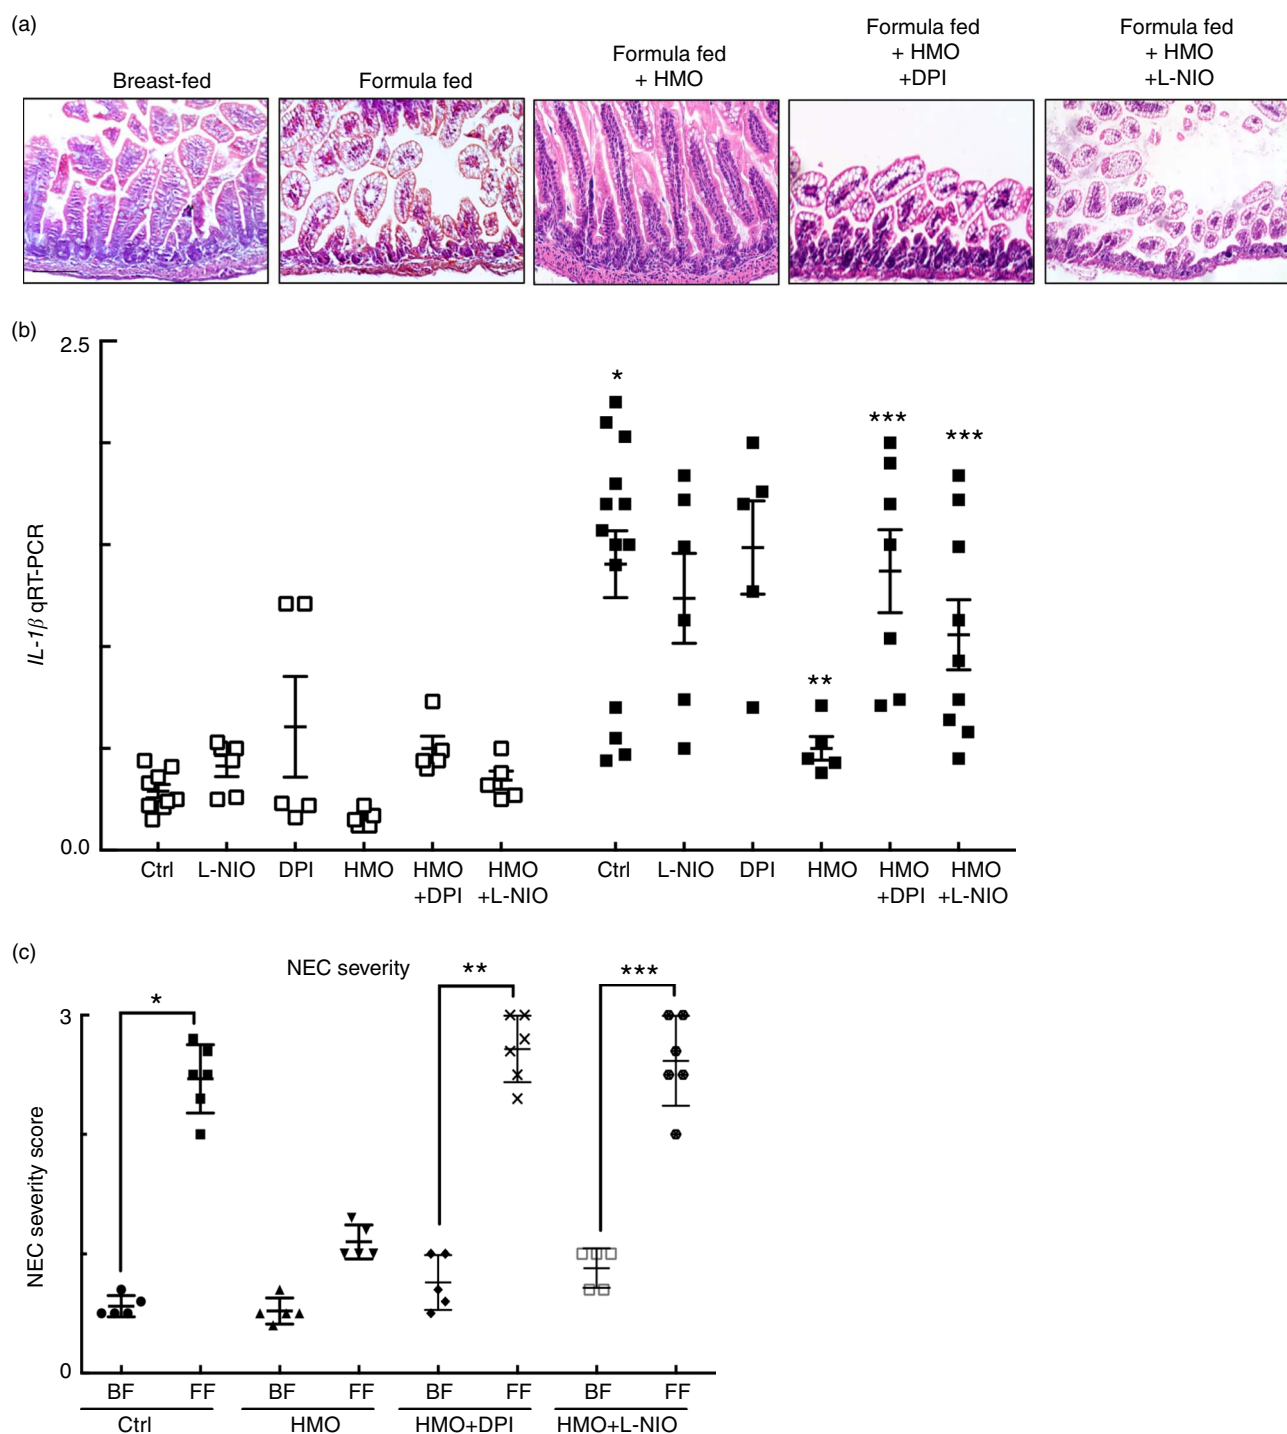 (a)
Breast-fed
Formula fed
Formula fed
+ HMO
Formula fed
+ HMO
+DPI
Formula fed
+ HMO
+L-NIO
(b)
2.5
0.0
IL-1β qRT-PCR
*
**
***
***
Ctrl
L-NIO
DPI
HMO
HMO
+DPI
HMO
+L-NIO
Ctrl
L-NIO
DPI
HMO
HMO
+DPI
HMO
+L-NIO
(c)
NEC severity
*
**
***
3
0
NEC severity score
BF FF BF FF BF FF BF FF
Ctrl HMO HMO+DPI HMO+L-NIO